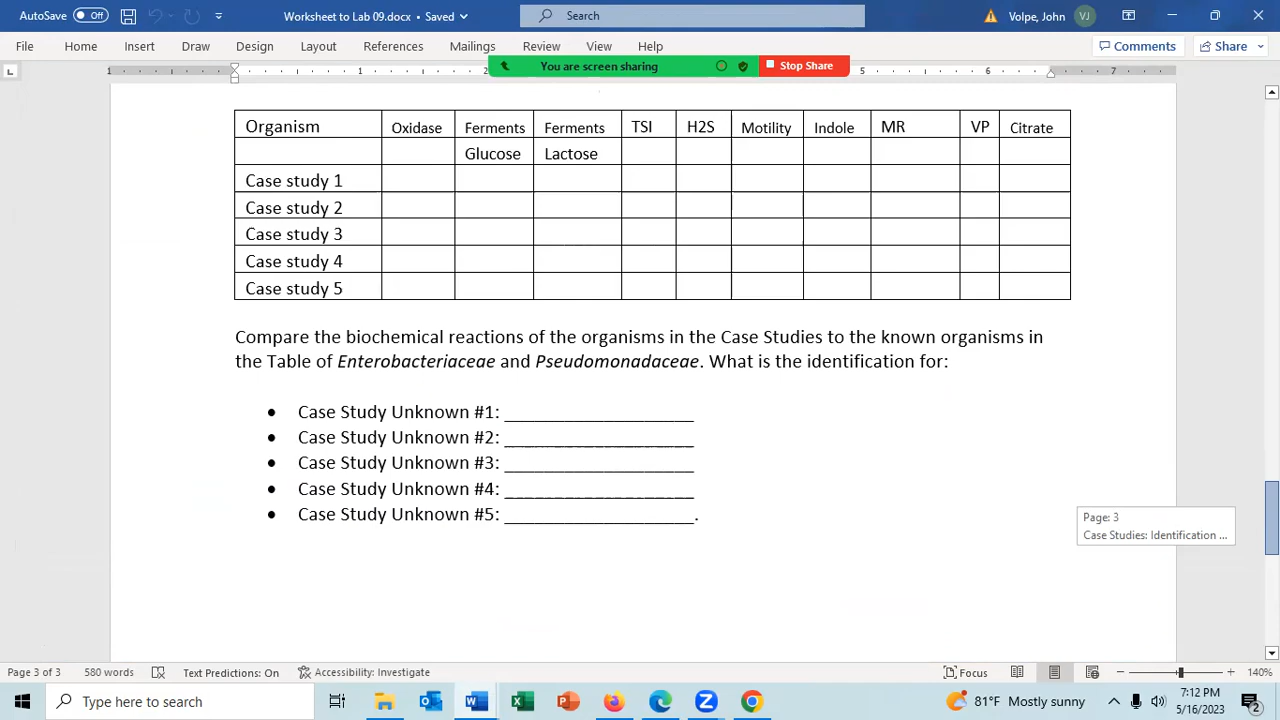 AutoSave Off Worksheet to Lab 09.docx • Saved Search Volpe, John VJ
File Home Insert Draw Design Layout References Mailings Review View Help Comments Share
You are screen sharing Stop Share
1 2 5 6 7
Organism Oxidase Ferments Ferments TSI H2S Motility Indole MR VP Citrate
Glucose Lactose
Case study 1
Case study 2
Case study 3
Case study 4
Case study 5
Compare the biochemical reactions of the organisms in the Case Studies to the known organisms in
the Table of Enterobacteriaceae and Pseudomonadaceae. What is the identification for:
• Case Study Unknown #1: ____________________
• Case Study Unknown #2: ____________________
• Case Study Unknown #3: ____________________
• Case Study Unknown #4: ____________________
• Case Study Unknown #5: ____________________.
Page: 3
Case Studies: Identification ...
Page 3 of 3 580 words Text Predictions: On Accessibility: Investigate Focus 140%
Type here to search 81°F Mostly sunny 7:12 PM
5/16/2023 2